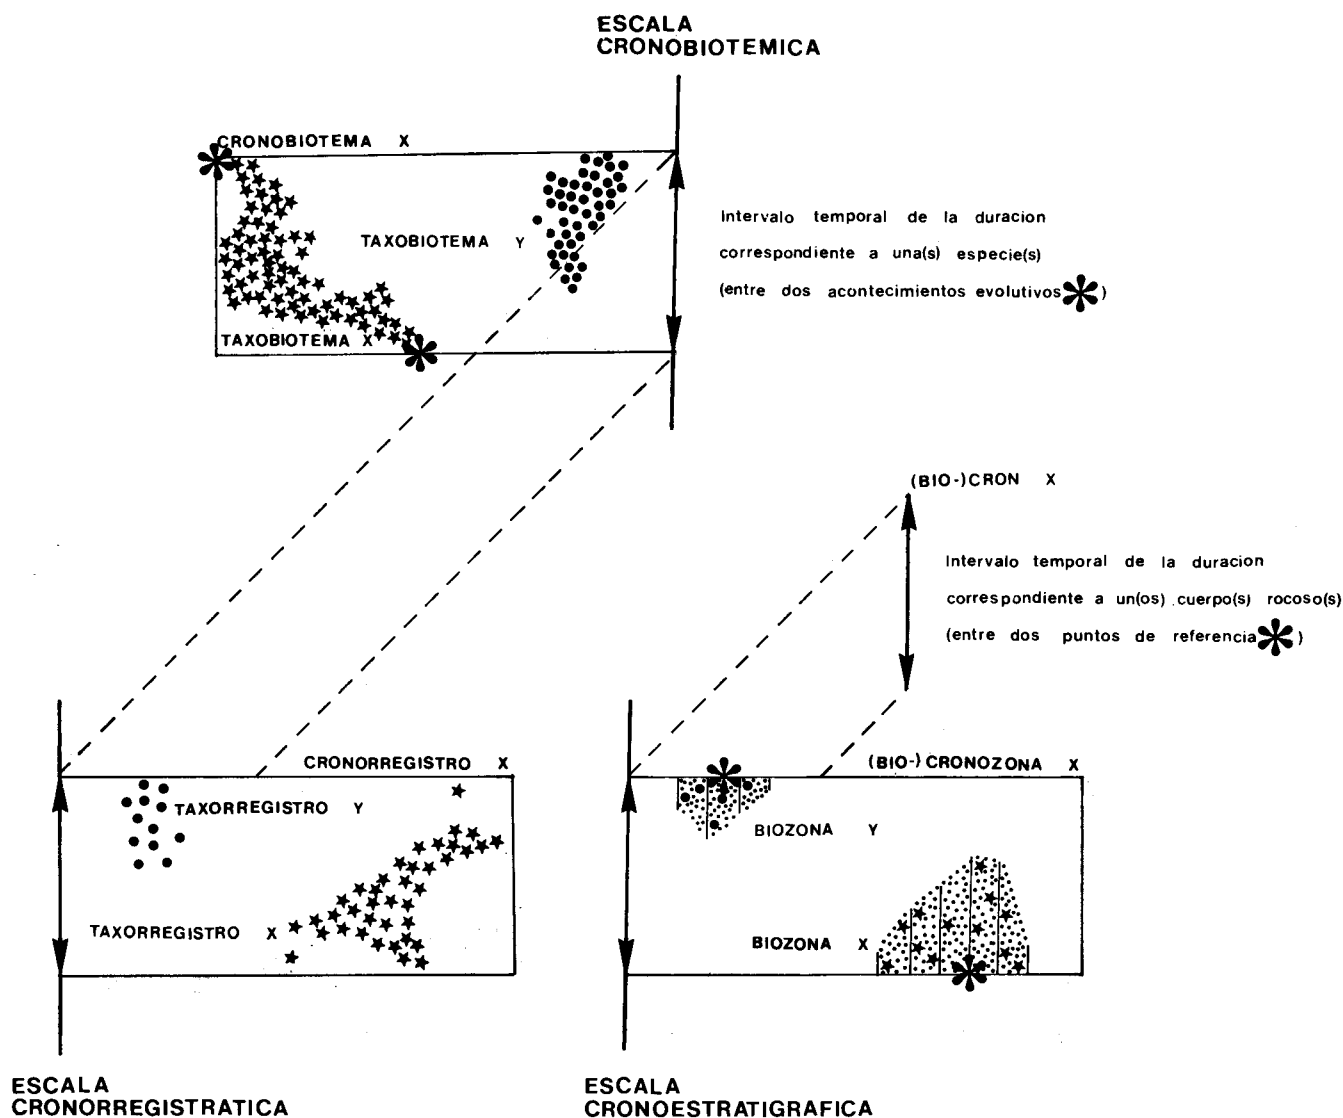 ESCALA
CRONOBIOTEMICA
CRONOBIOTEMA X
TAXOBIOTEMA Y
TAXOBIOTEMA X
Intervalo temporal de la duracion
correspondiente a una(s) especie(s)
(entre dos acontecimientos evolutivos )
(BIO-)CRON X
Intervalo temporal de la duracion
correspondiente a un(os) cuerpo(s) rocoso(s)
(entre dos puntos de referencia )
CRONORREGISTRO X
TAXORREGISTRO Y
TAXORREGISTRO X
(BIO-)CRONOZONA X
BIOZONA Y
BIOZONA X
ESCALA
CRONORREGISTRATICA
ESCALA
CRONOESTRATIGRAFICA